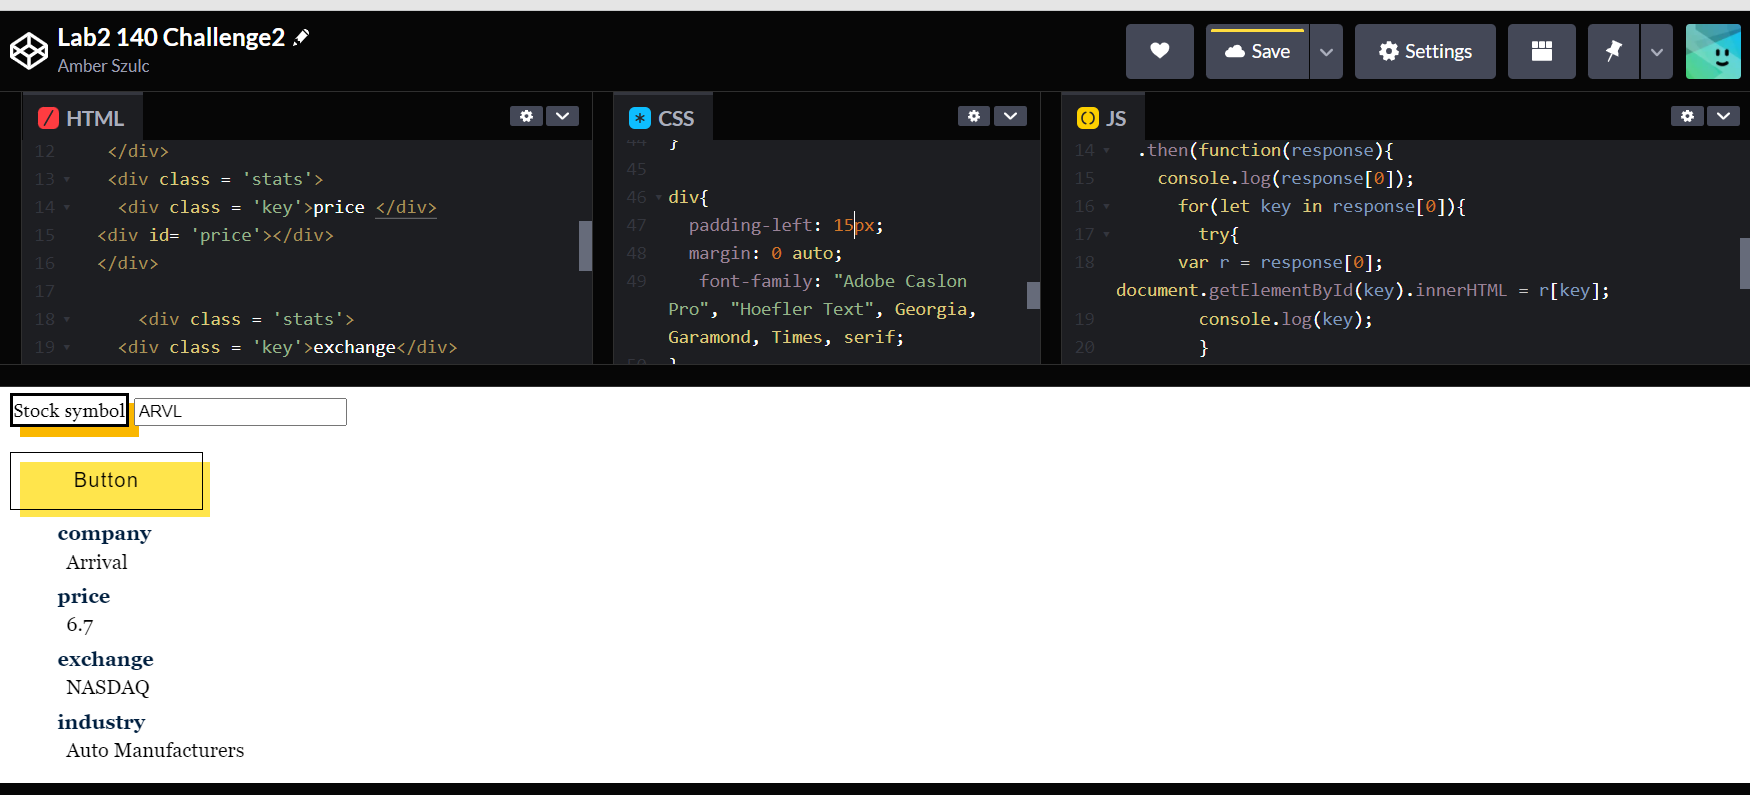 Lab2 140 Challenge2
Amber Szulc
Save
Settings
HTML
12 </div>
13 <div class = 'stats'>
14 <div class = 'key'>price </div>
15 <div id= 'price'></div>
16 </div>
17
18 <div class = 'stats'>
19 <div class = 'key'>exchange</div>
CSS
44 }
45
46 div{
47 padding-left: 15px;
48 margin: 0 auto;
49 font-family: "Adobe Caslon
Pro", "Hoefler Text", Georgia,
Garamond, Times, serif;
50 }
JS
14 .then(function(response){
15 console.log(response[0]);
16 for(let key in response[0]){
17 try{
18 var r = response[0];
document.getElementById(key).innerHTML = r[key];
19 console.log(key);
20 }
Stock symbol ARVL
Button
company
Arrival
price
6.7
exchange
NASDAQ
industry
Auto Manufacturers